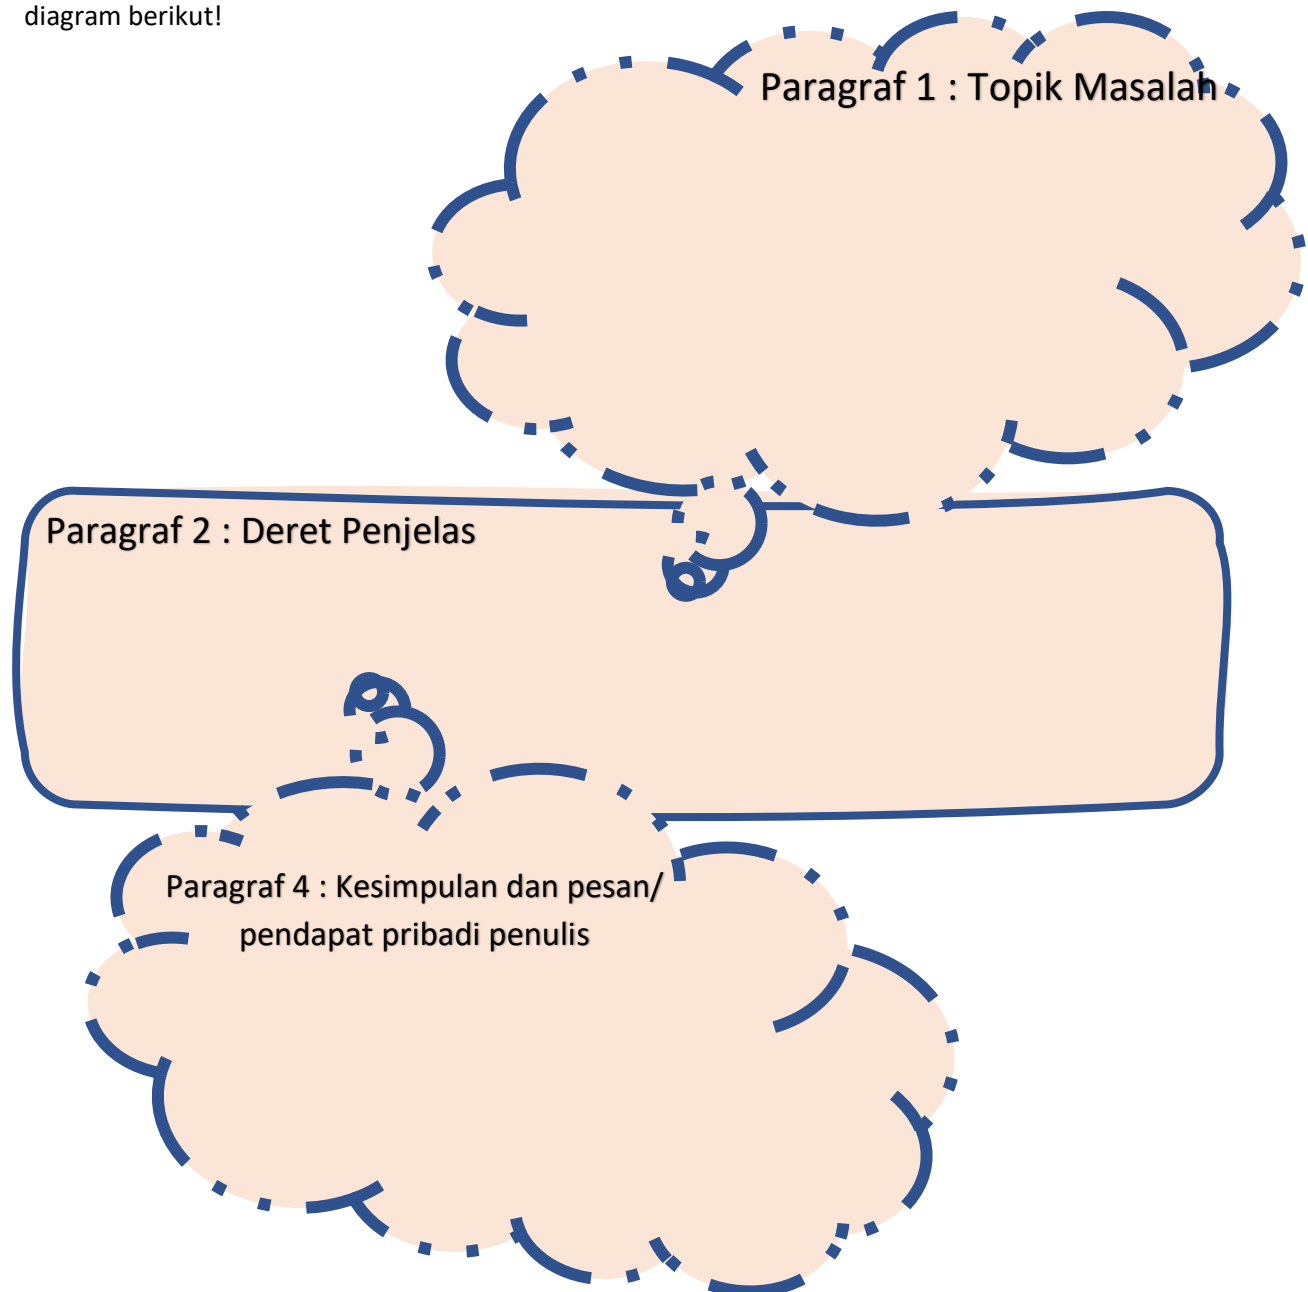 diagram berikut!
Paragraf 1 : Topik Masalah
Paragraf 2 : Deret Penjelas
Paragraf 4 : Kesimpulan dan pesan/
pendapat pribadi penulis